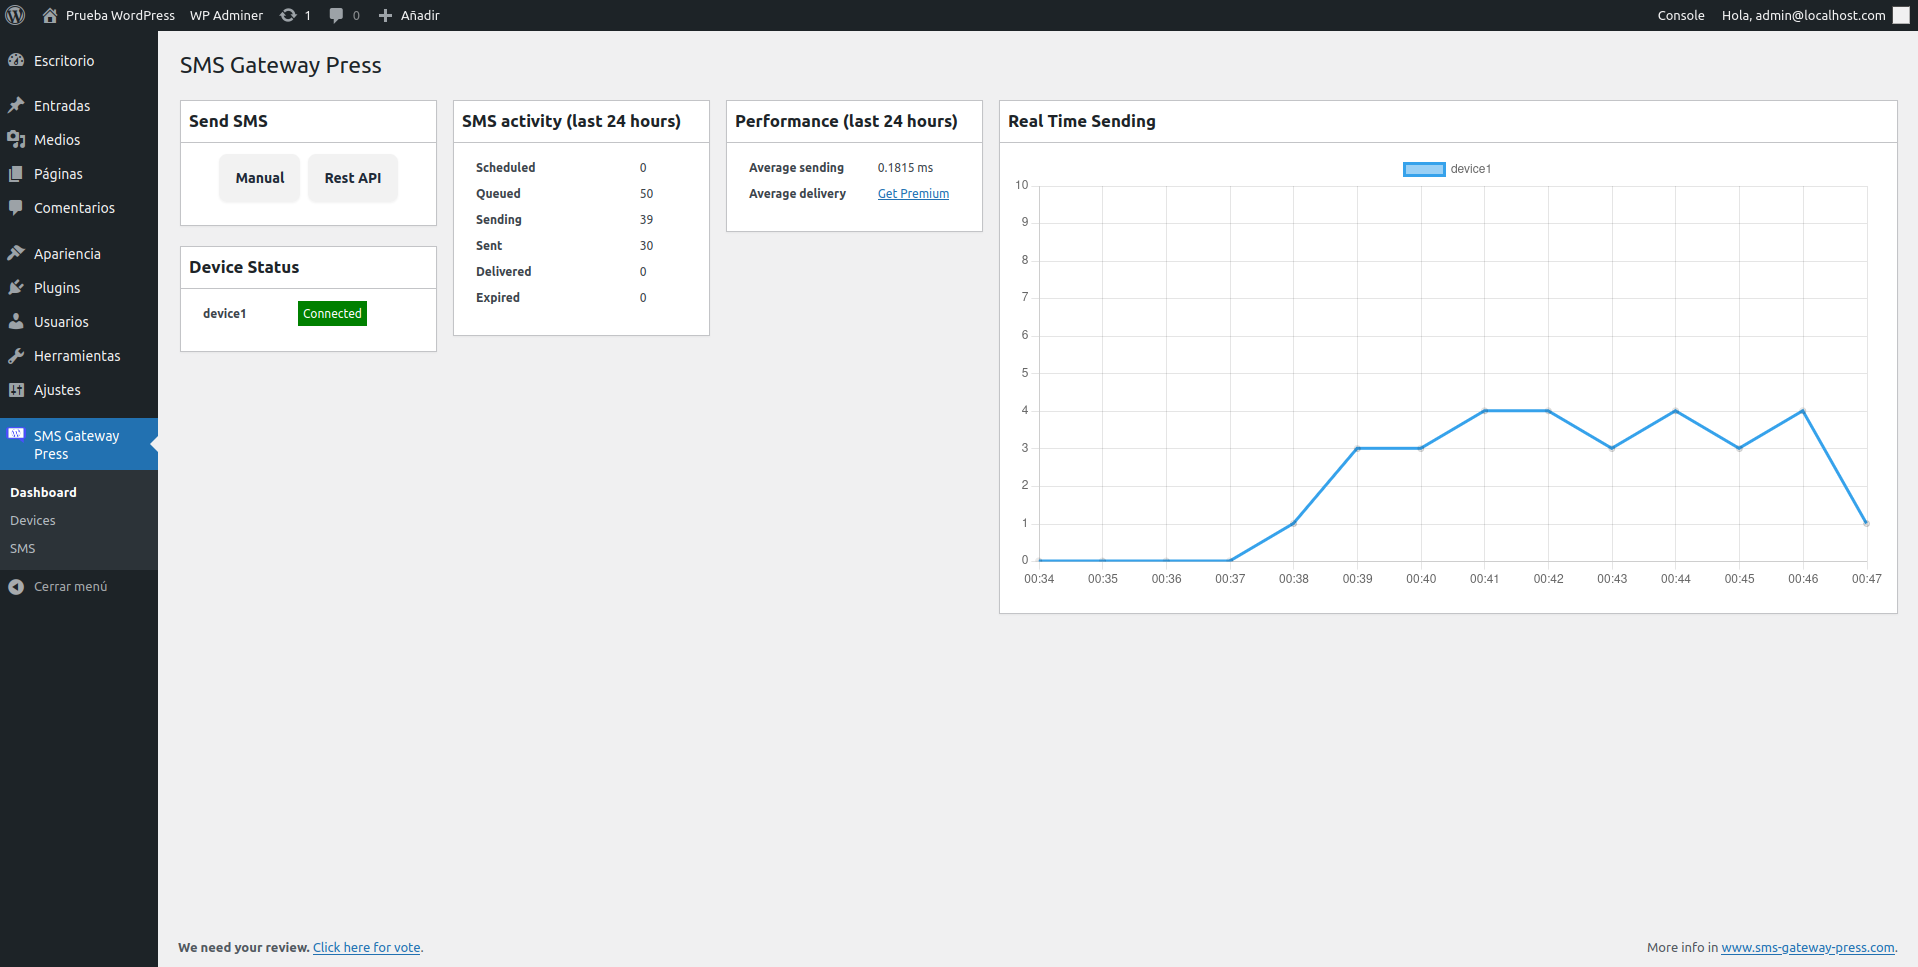 Prueba WordPress WP Adminer 1 0 Añadir Console Hola, admin@localhost.com
Escritorio
Entradas
Medios
Páginas
Comentarios
Apariencia
Plugins
Usuarios
Herramientas
Ajustes
SMS Gateway
Press
Dashboard
Devices
SMS
Cerrar menú
SMS Gateway Press
Send SMS
Manual Rest API
Device Status
device1 Connected
SMS activity (last 24 hours)
Scheduled 0
Queued 50
Sending 39
Sent 30
Delivered 0
Expired 0
Performance (last 24 hours)
Average sending 0.1815 ms
Average delivery Get Premium
Real Time Sending
device1
10
9
8
7
6
5
4
3
2
1
0
00:34 00:35 00:36 00:37 00:38 00:39 00:40 00:41 00:42 00:43 00:44 00:45 00:46 00:47
We need your review. Click here for vote.
More info in www.sms-gateway-press.com.